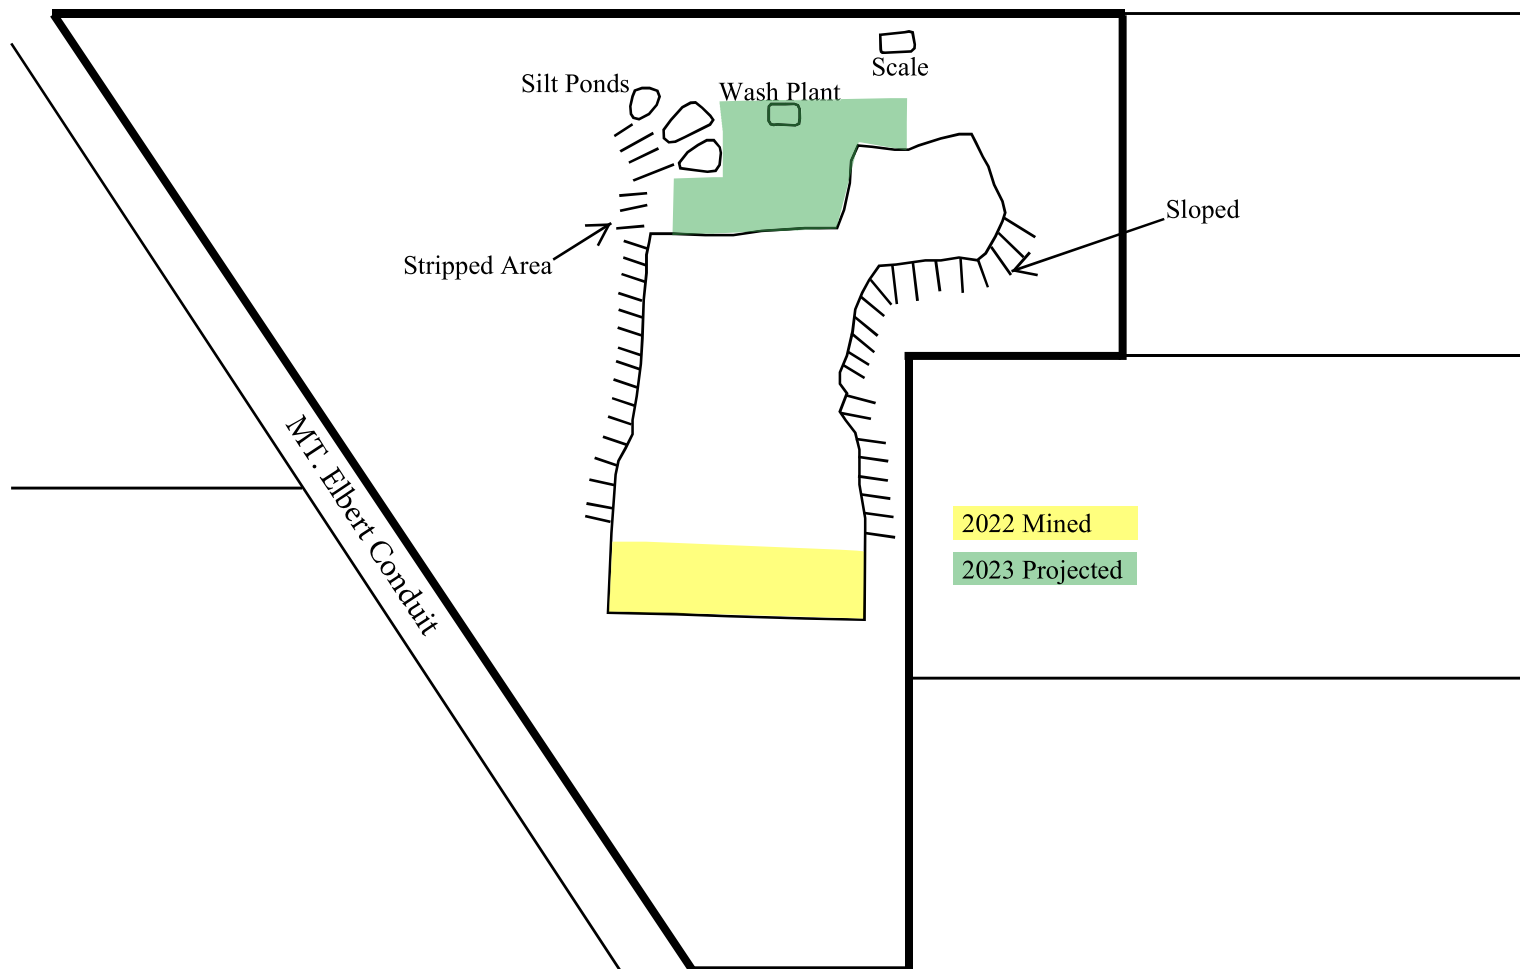 Scale
Silt Ponds
Wash Plant
Sloped
Stripped Area
MT. Elbert Conduit
2022 Mined
2023 Projected